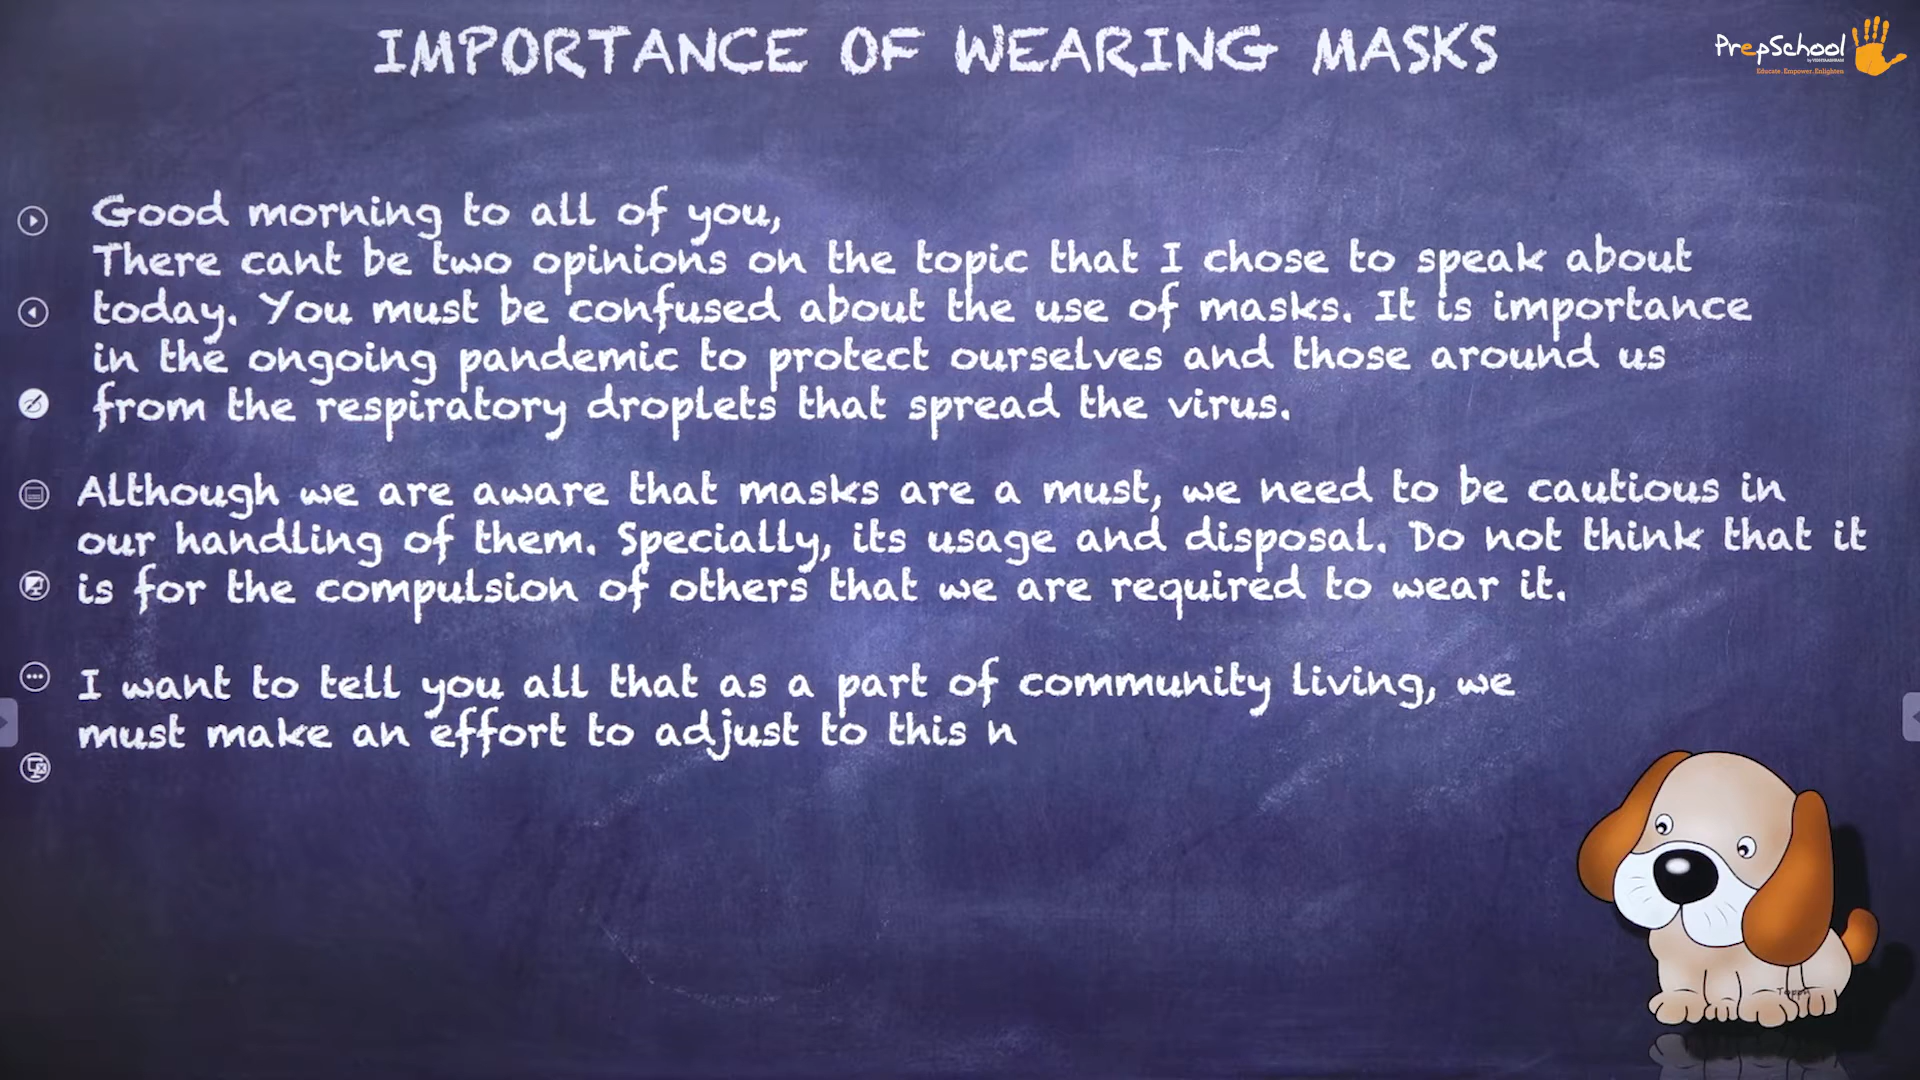 IMPORTANCE OF WEARING MASKS
PrepSchool
Educate.Empower.Enlighten
Good morning to all of you,
There cant be two opinions on the topic that I chose to speak about
today. You must be confused about the use of masks. It is importance
in the ongoing pandemic to protect ourselves and those around us
from the respiratory droplets that spread the virus.
Although we are aware that masks are a must, we need to be cautious in
our handling of them. Specially, its usage and disposal. Do not think that it
is for the compulsion of others that we are required to wear it.
I want to tell you all that as a part of community living, we
must make an effort to adjust to this n